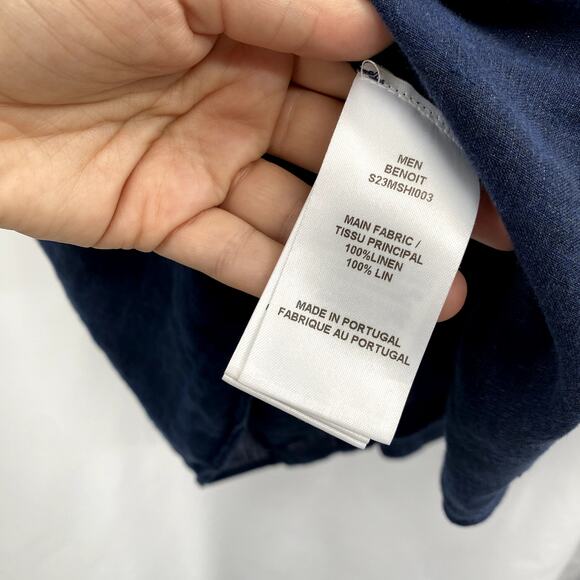 MEN
BENOIT
S23MSHI003
MAIN FABRIC /
TISSU PRINCIPAL
100%LINEN
100% LIN
MADE IN PORTUGAL
FABRIQUE AU PORTUGAL